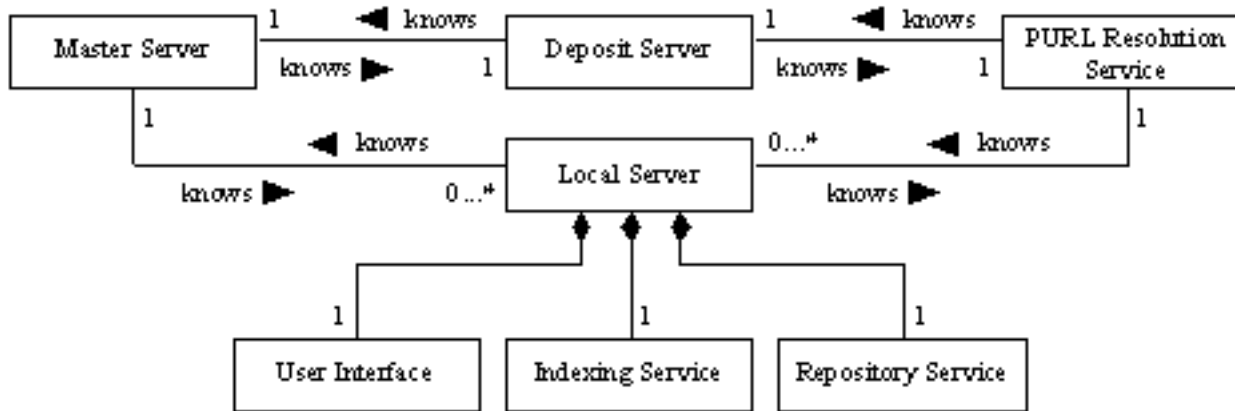 1 knows 1 knows
Master Server Deposit Server PURL Resolution
Service
knows 1 knows 1
1 knows 0...* knows 1
Local Server
knows 0...* knows
1 1 1
User Interface Indexing Service Repository Service